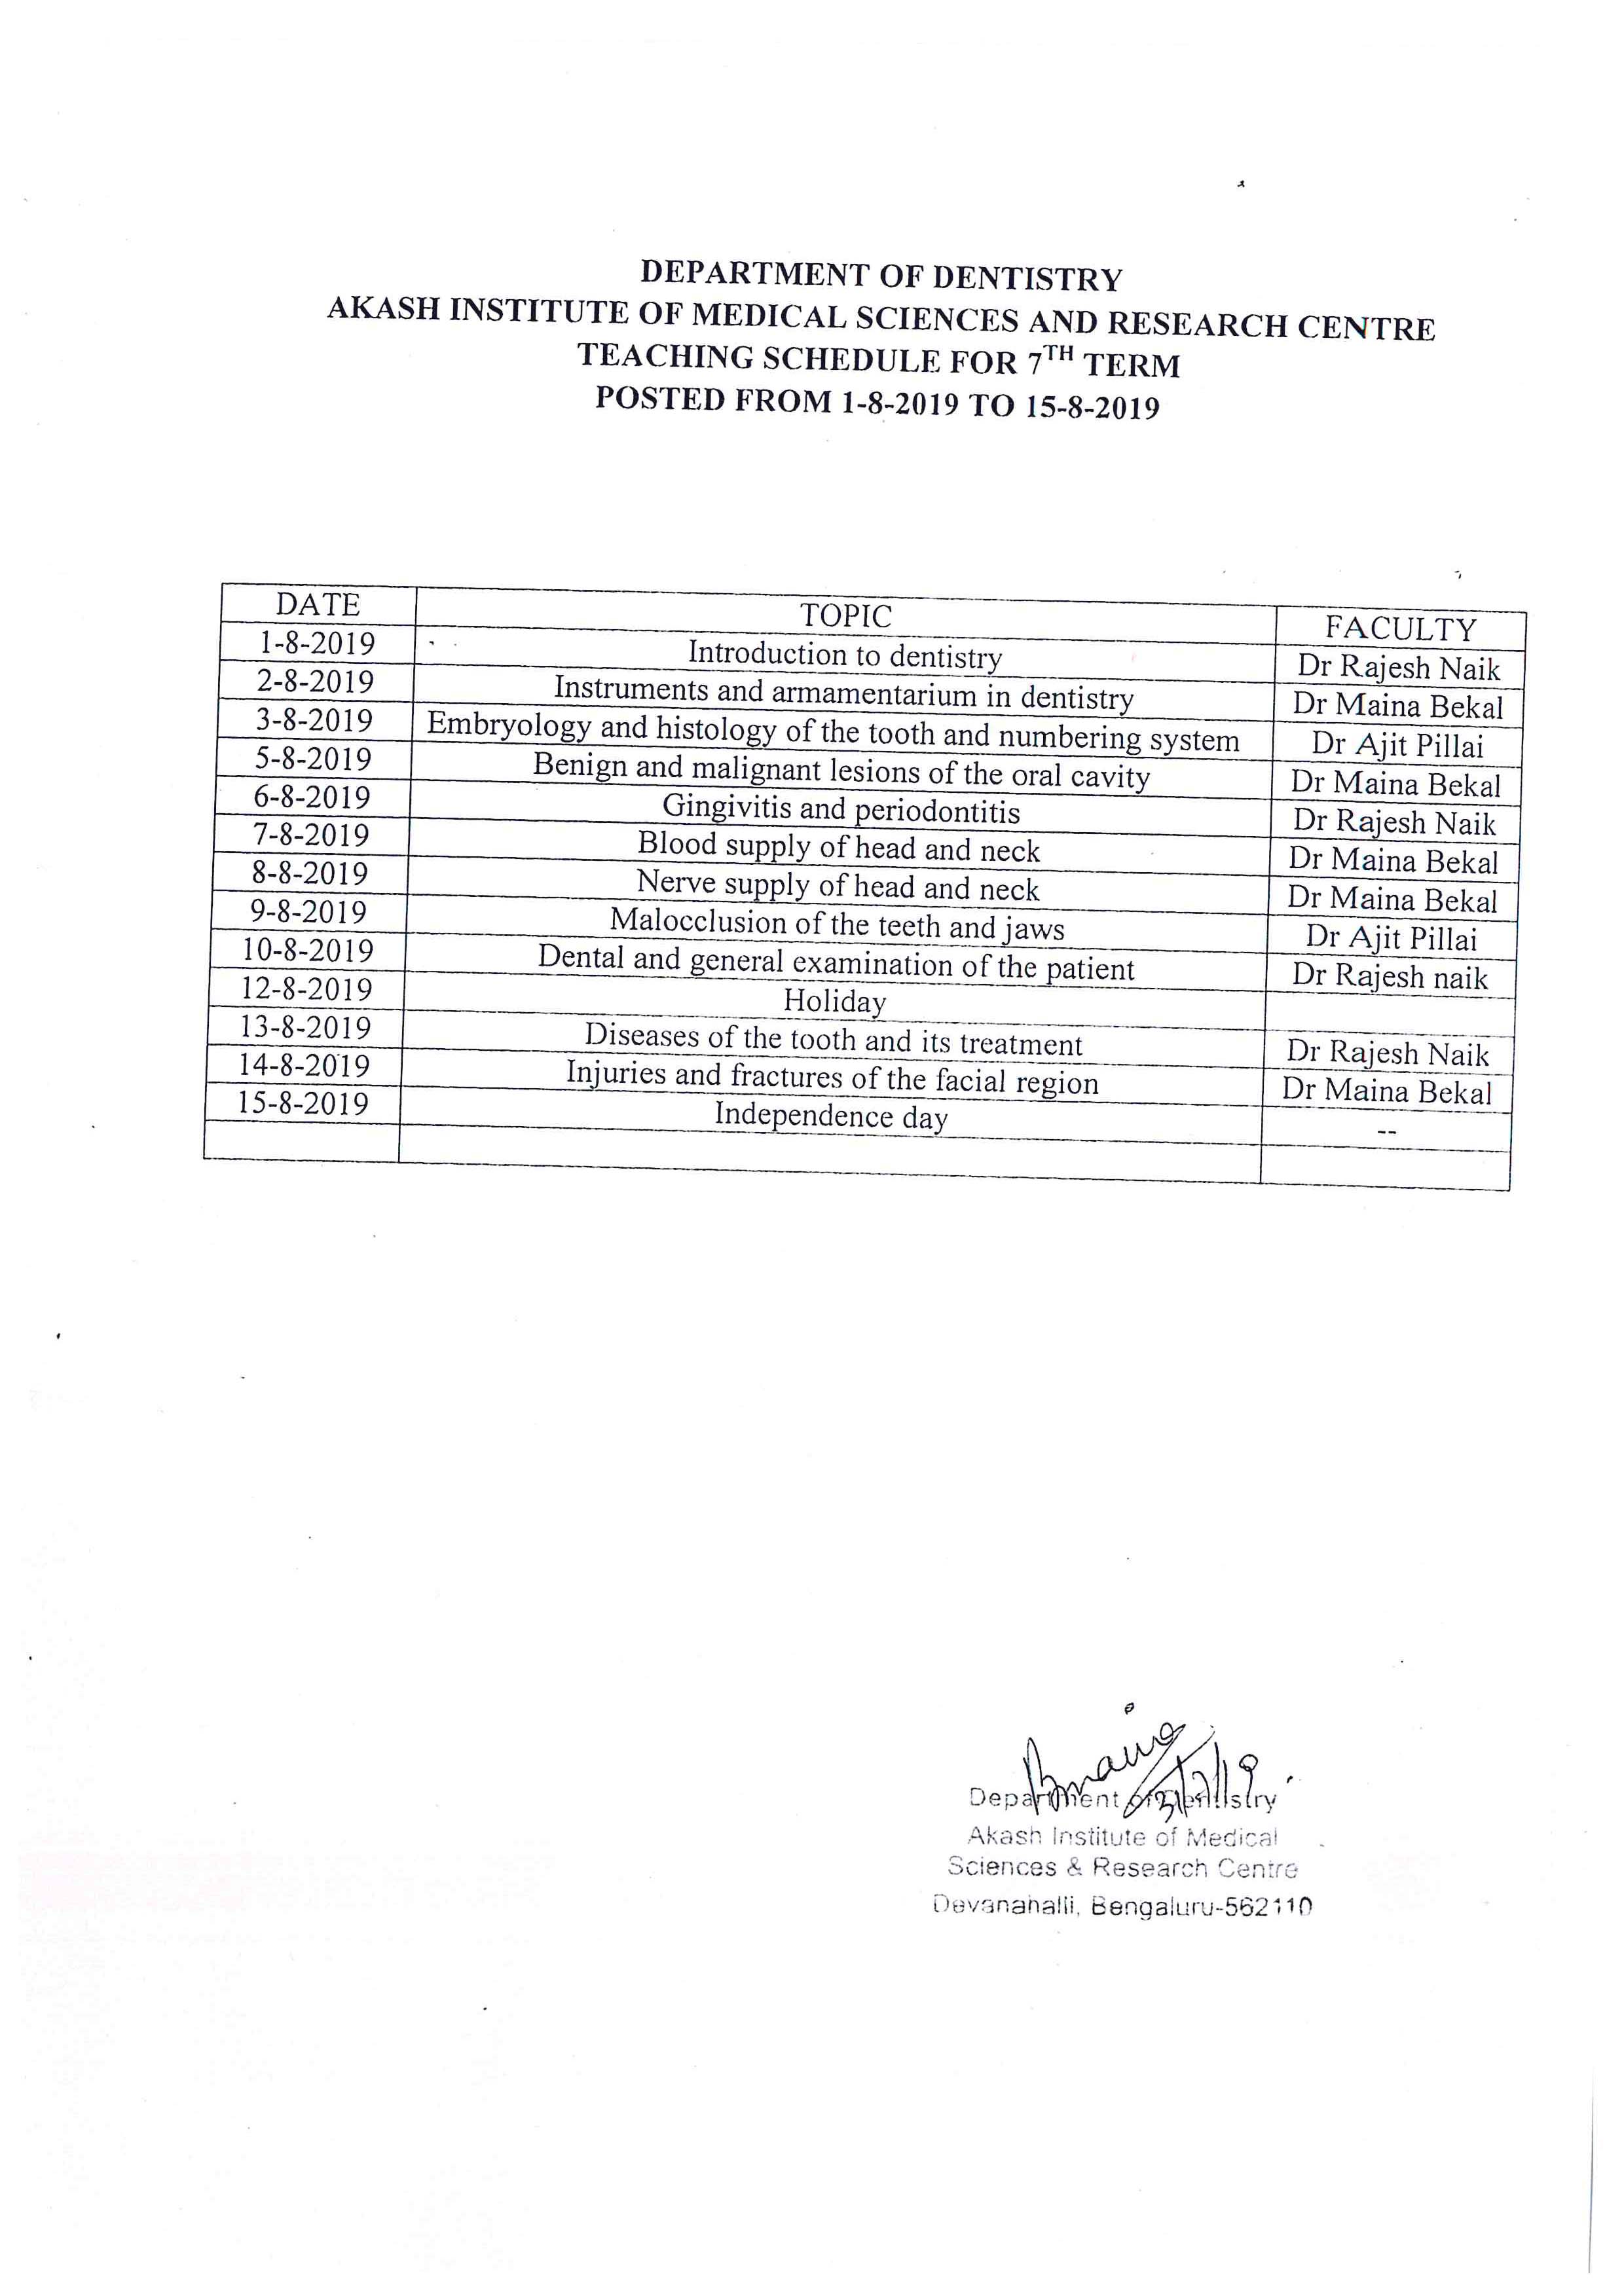 DEPARTMENT OF DENTISTRY
AKASH INSTITUTE OF MEDICAL SCIENCES AND RESEARCH CENTRE
TEACHING SCHEDULE FOR 7TH TERM
POSTED FROM 1-8-2019 TO 15-8-2019
DATE TOPIC FACULTY
1-8-2019 Introduction to dentistry Dr Rajesh Naik
2-8-2019 Instruments and armamentarium in dentistry Dr Maina Bekal
3-8-2019 Embryology and histology of the tooth and numbering system Dr Ajit Pillai
5-8-2019 Benign and malignant lesions of the oral cavity Dr Maina Bekal
6-8-2019 Gingivitis and periodontitis Dr Rajesh Naik
7-8-2019 Blood supply of head and neck Dr Maina Bekal
8-8-2019 Nerve supply of head and neck Dr Maina Bekal
9-8-2019 Malocclusion of the teeth and jaws Dr Ajit Pillai
10-8-2019 Dental and general examination of the patient Dr Rajesh naik
12-8-2019 Holiday
13-8-2019 Diseases of the tooth and its treatment Dr Rajesh Naik
14-8-2019 Injuries and fractures of the facial region Dr Maina Bekal
15-8-2019 Independence day --
Department of Dentistry
Akash Institute of Medical
Sciences & Research Centre
Devanahalli, Bengaluru-562110